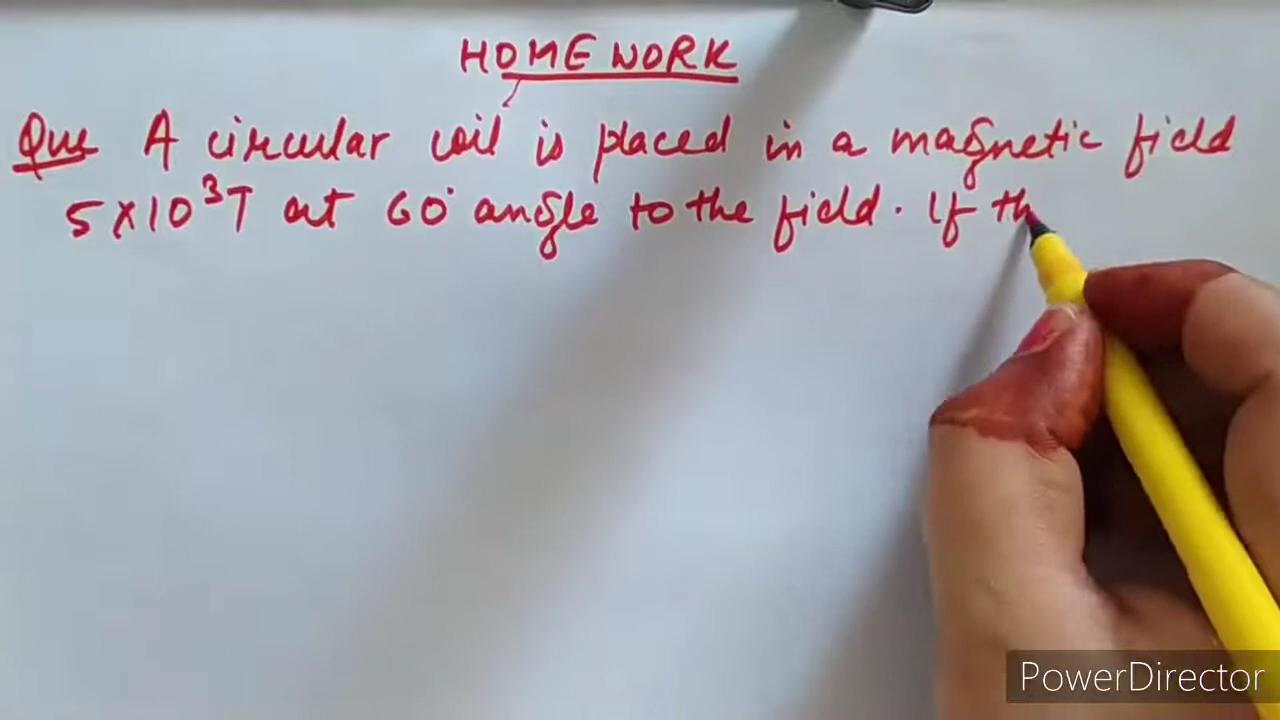 HOMEWORK
Que A circular coil is placed in a magnetic field
5×10³T at 60° angle to the field. If th
PowerDirector